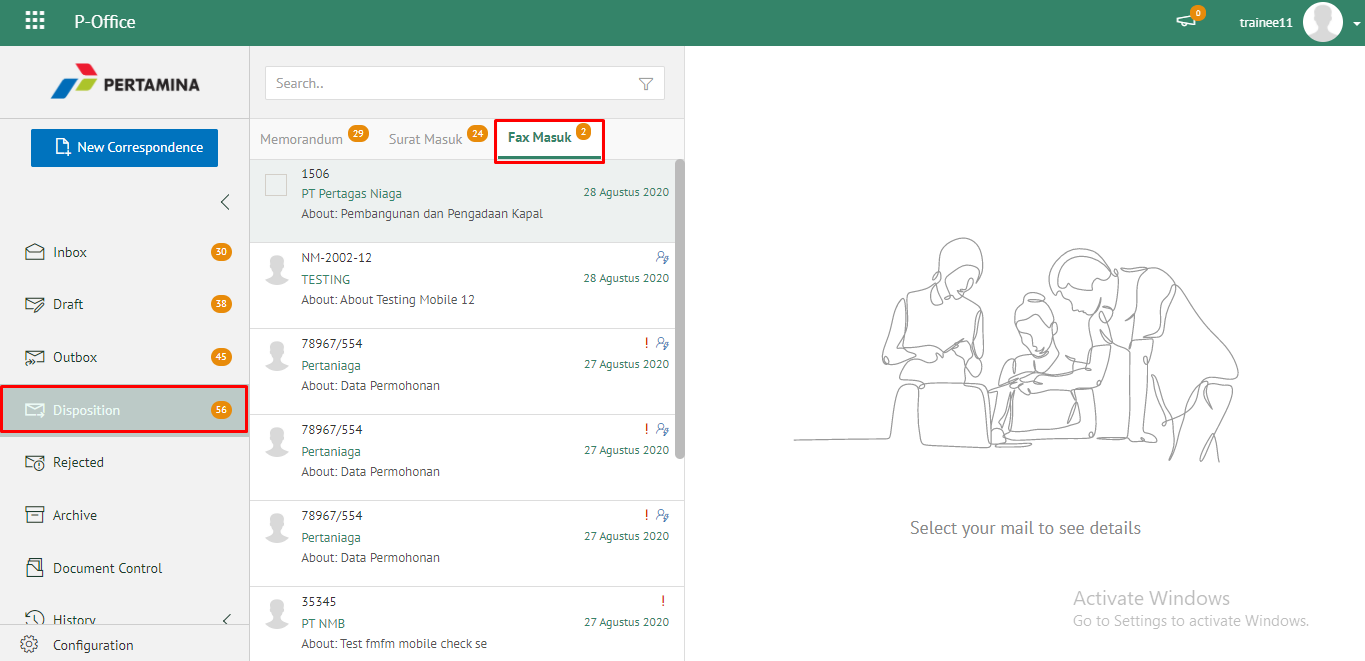 P-Office
0
trainee11
PERTAMINA
New Correspondence
Inbox 30
Draft 38
Outbox 45
Disposition 56
Rejected
Archive
Document Control
History
Configuration
Search..
Memorandum 29 Surat Masuk 24 Fax Masuk 2
1506
PT Pertagas Niaga 28 Agustus 2020
About: Pembangunan dan Pengadaan Kapal
NM-2002-12
TESTING 28 Agustus 2020
About: About Testing Mobile 12
78967/554 !
Pertaniaga 27 Agustus 2020
About: Data Permohonan
78967/554 !
Pertaniaga 27 Agustus 2020
About: Data Permohonan
78967/554 !
Pertaniaga 27 Agustus 2020
About: Data Permohonan
35345 !
PT NMB 27 Agustus 2020
About: Test fmfm mobile check se
Select your mail to see details
Activate Windows
Go to Settings to activate Windows.